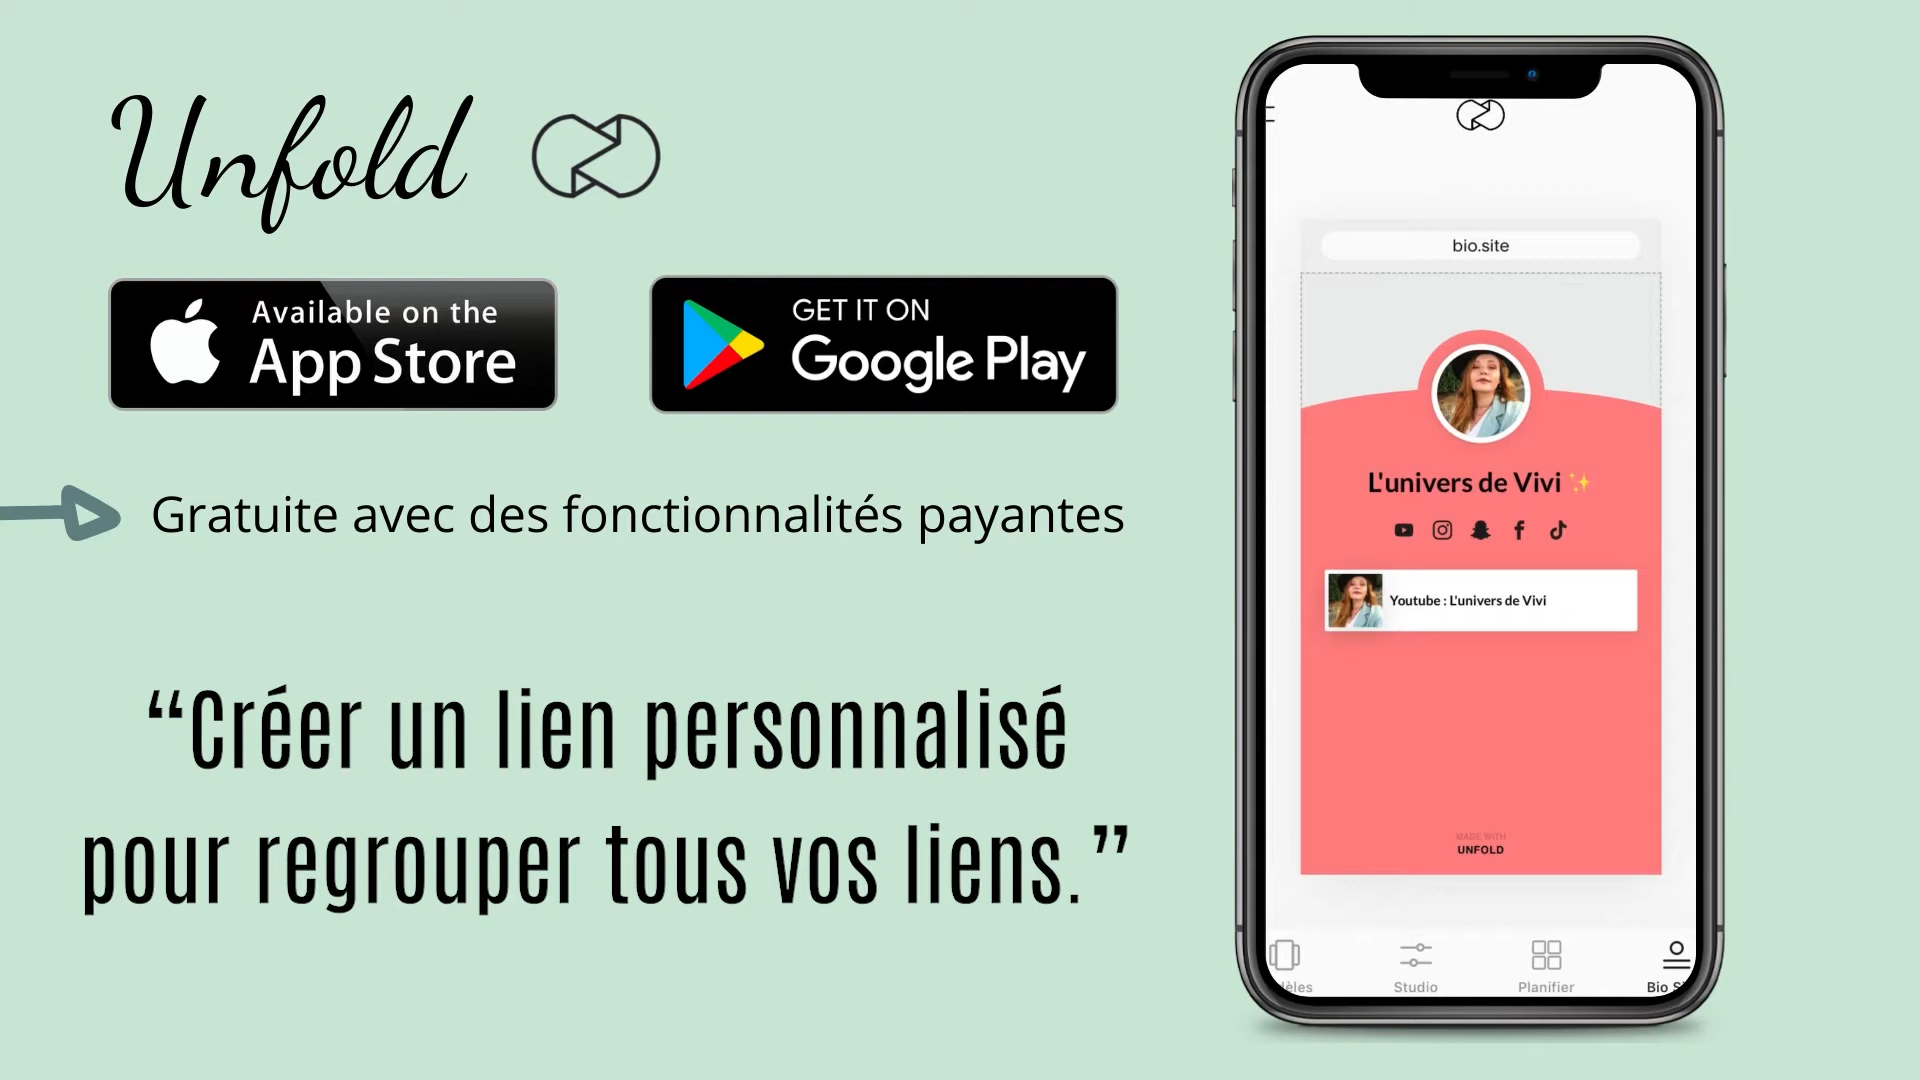 Unfold
Available on the
App Store
GET IT ON
Google Play
Gratuite avec des fonctionnalités payantes
“Créer un lien personnalisé
pour regrouper tous vos liens.”
bio.site
L'univers de Vivi ✨
Youtube : L'univers de Vivi
MADE WITH
UNFOLD
Studio
Planifier
Bio